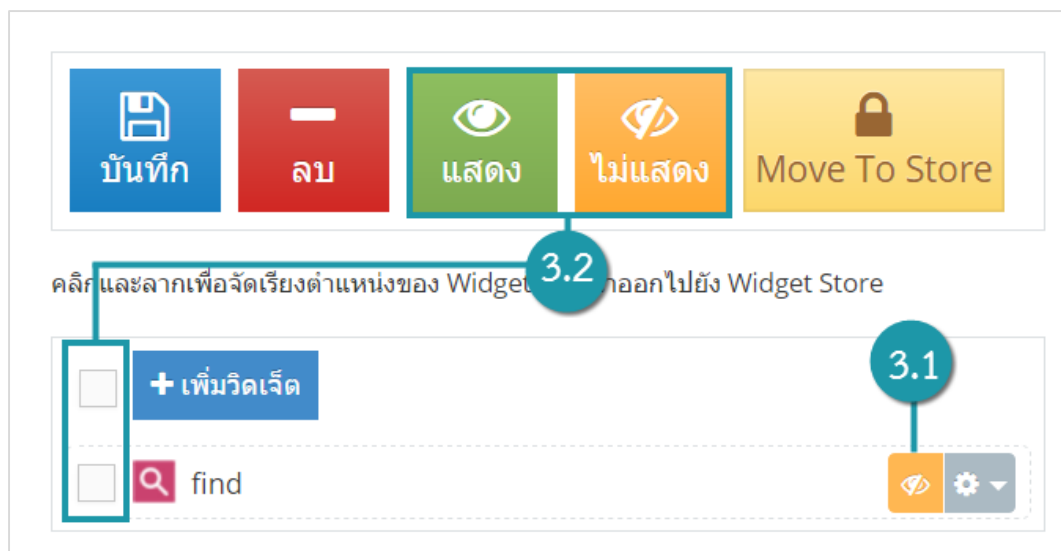 บันทึก ลบ แสดง ไม่แสดง Move To Store
3.2
คลิกและลากเพื่อจัดเรียงตำแหน่งของ Widget ออกไปยัง Widget Store
3.1
+ เพิ่มวิดเจ็ต
find